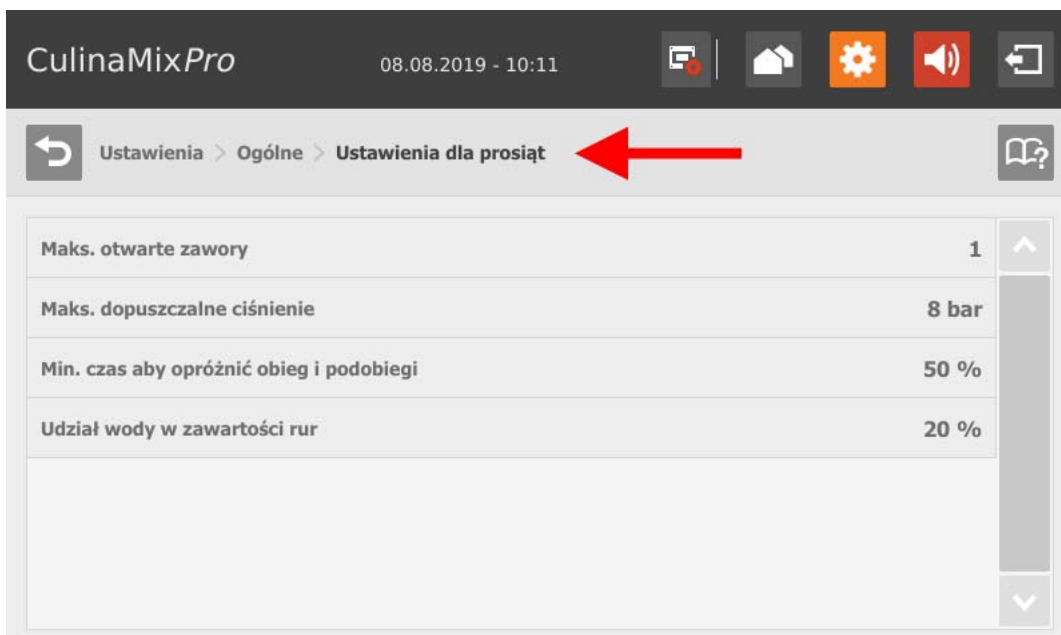 CulinaMixPro 08.08.2019 - 10:11
Ustawienia > Ogólne > Ustawienia dla prosiąt
Maks. otwarte zawory 1
Maks. dopuszczalne ciśnienie 8 bar
Min. czas aby opróżnić obieg i podobiegi 50 %
Udział wody w zawartości rur 20 %